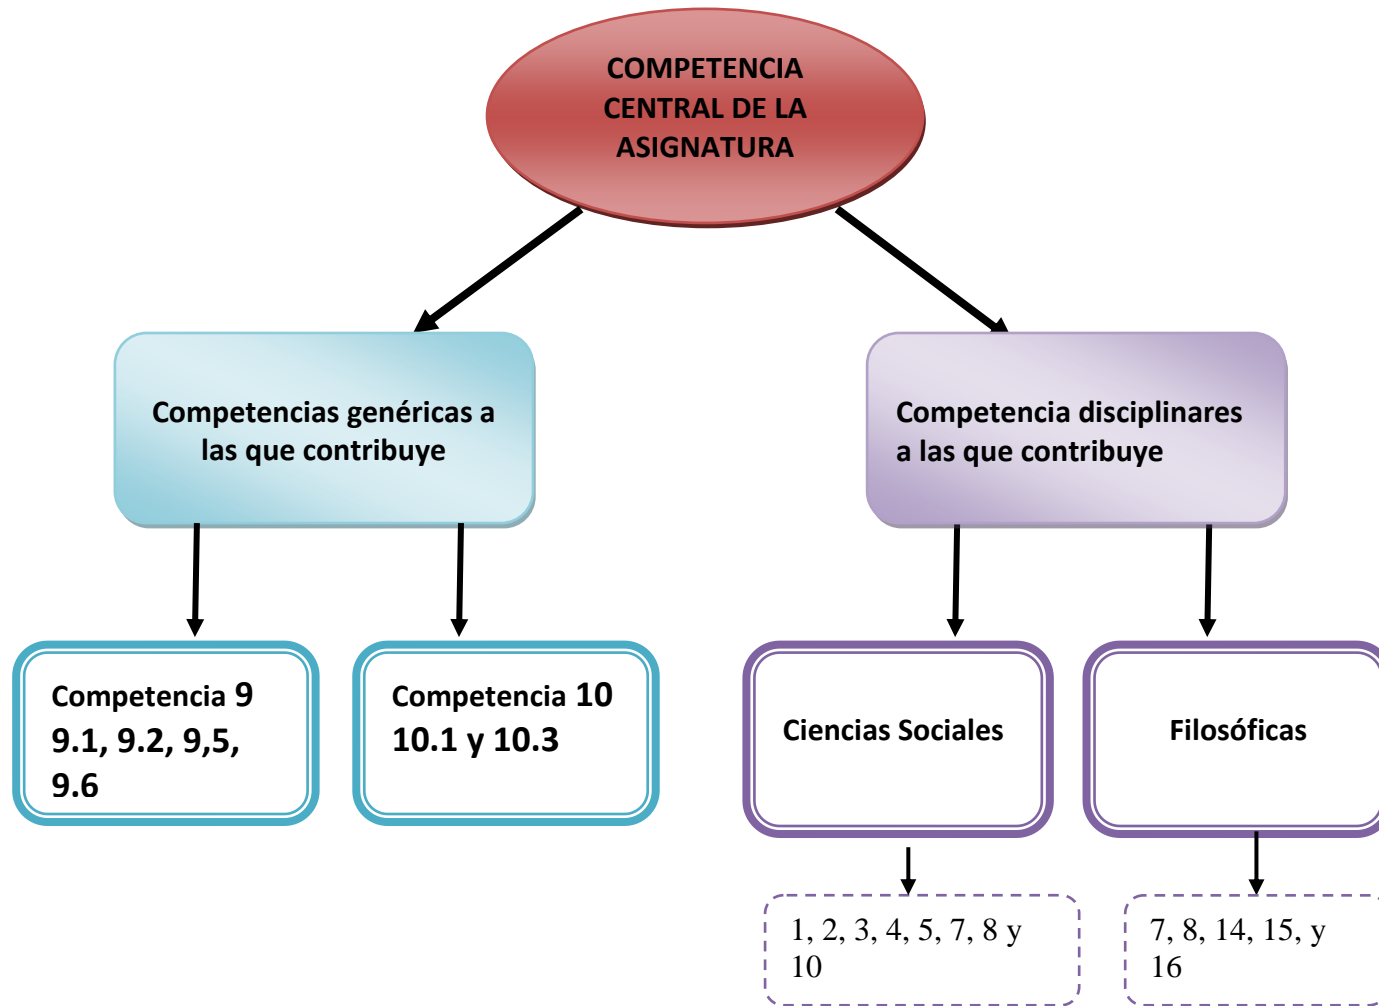 COMPETENCIA
CENTRAL DE LA
ASIGNATURA
Competencias genéricas a
las que contribuye
Competencia disciplinares
a las que contribuye
Competencia 9
9.1, 9.2, 9,5,
9.6
Competencia 10
10.1 y 10.3
Ciencias Sociales
Filosóficas
1, 2, 3, 4, 5, 7, 8 y
10
7, 8, 14, 15, y
16